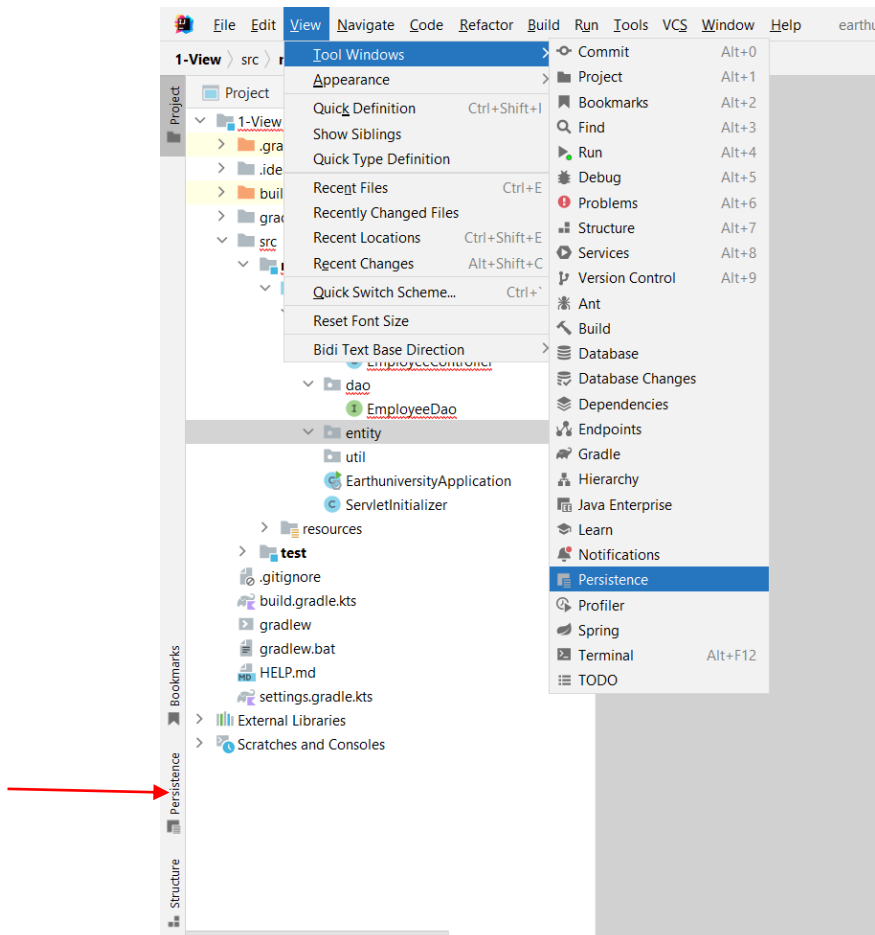 File Edit View Navigate Code Refactor Build Run Tools VCS Window Help
1-View src
Project
Project
1-View
src
EmployeeController
dao
EmployeeDao
entity
util
EarthuniversityApplication
ServletInitializer
resources
test
.gitignore
build.gradle.kts
gradlew
gradlew.bat
HELP.md
settings.gradle.kts
External Libraries
Scratches and Consoles
Bookmarks
Persistence
Structure
Tool Windows
Appearance
Quick Definition Ctrl+Shift+I
Show Siblings
Quick Type Definition
Recent Files Ctrl+E
Recently Changed Files
Recent Locations Ctrl+Shift+E
Recent Changes Alt+Shift+C
Quick Switch Scheme... Ctrl+`
Reset Font Size
Bidi Text Base Direction
Commit Alt+0
Project Alt+1
Bookmarks Alt+2
Find Alt+3
Run Alt+4
Debug Alt+5
Problems Alt+6
Structure Alt+7
Services Alt+8
Version Control Alt+9
Ant
Build
Database
Database Changes
Dependencies
Endpoints
Gradle
Hierarchy
Java Enterprise
Learn
Notifications
Persistence
Profiler
Spring
Terminal Alt+F12
TODO